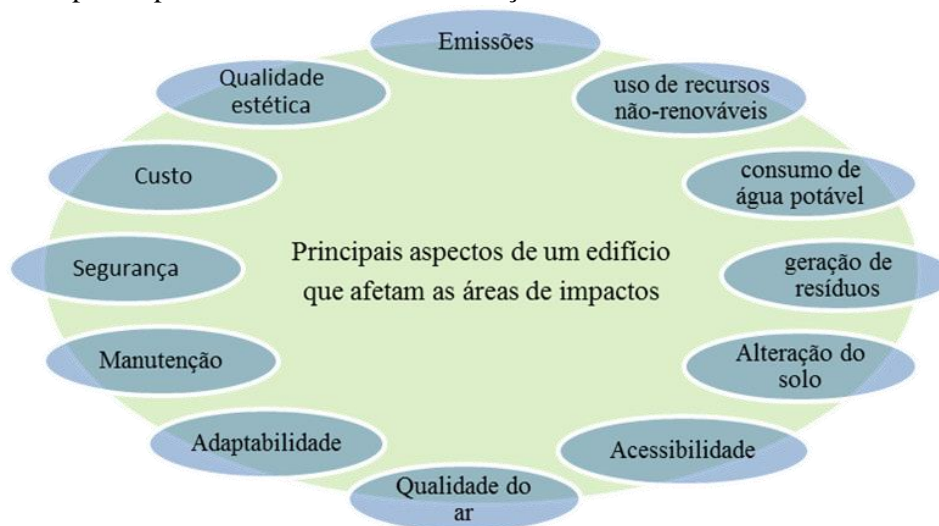 Emissões
Qualidade
estética
uso de recursos
não-renováveis
Custo
consumo de
água potável
Principais aspectos de um edifício
que afetam as áreas de impactos
Segurança
geração de
resíduos
Manutenção
Alteração do
solo
Adaptabilidade
Acessibilidade
Qualidade do
ar